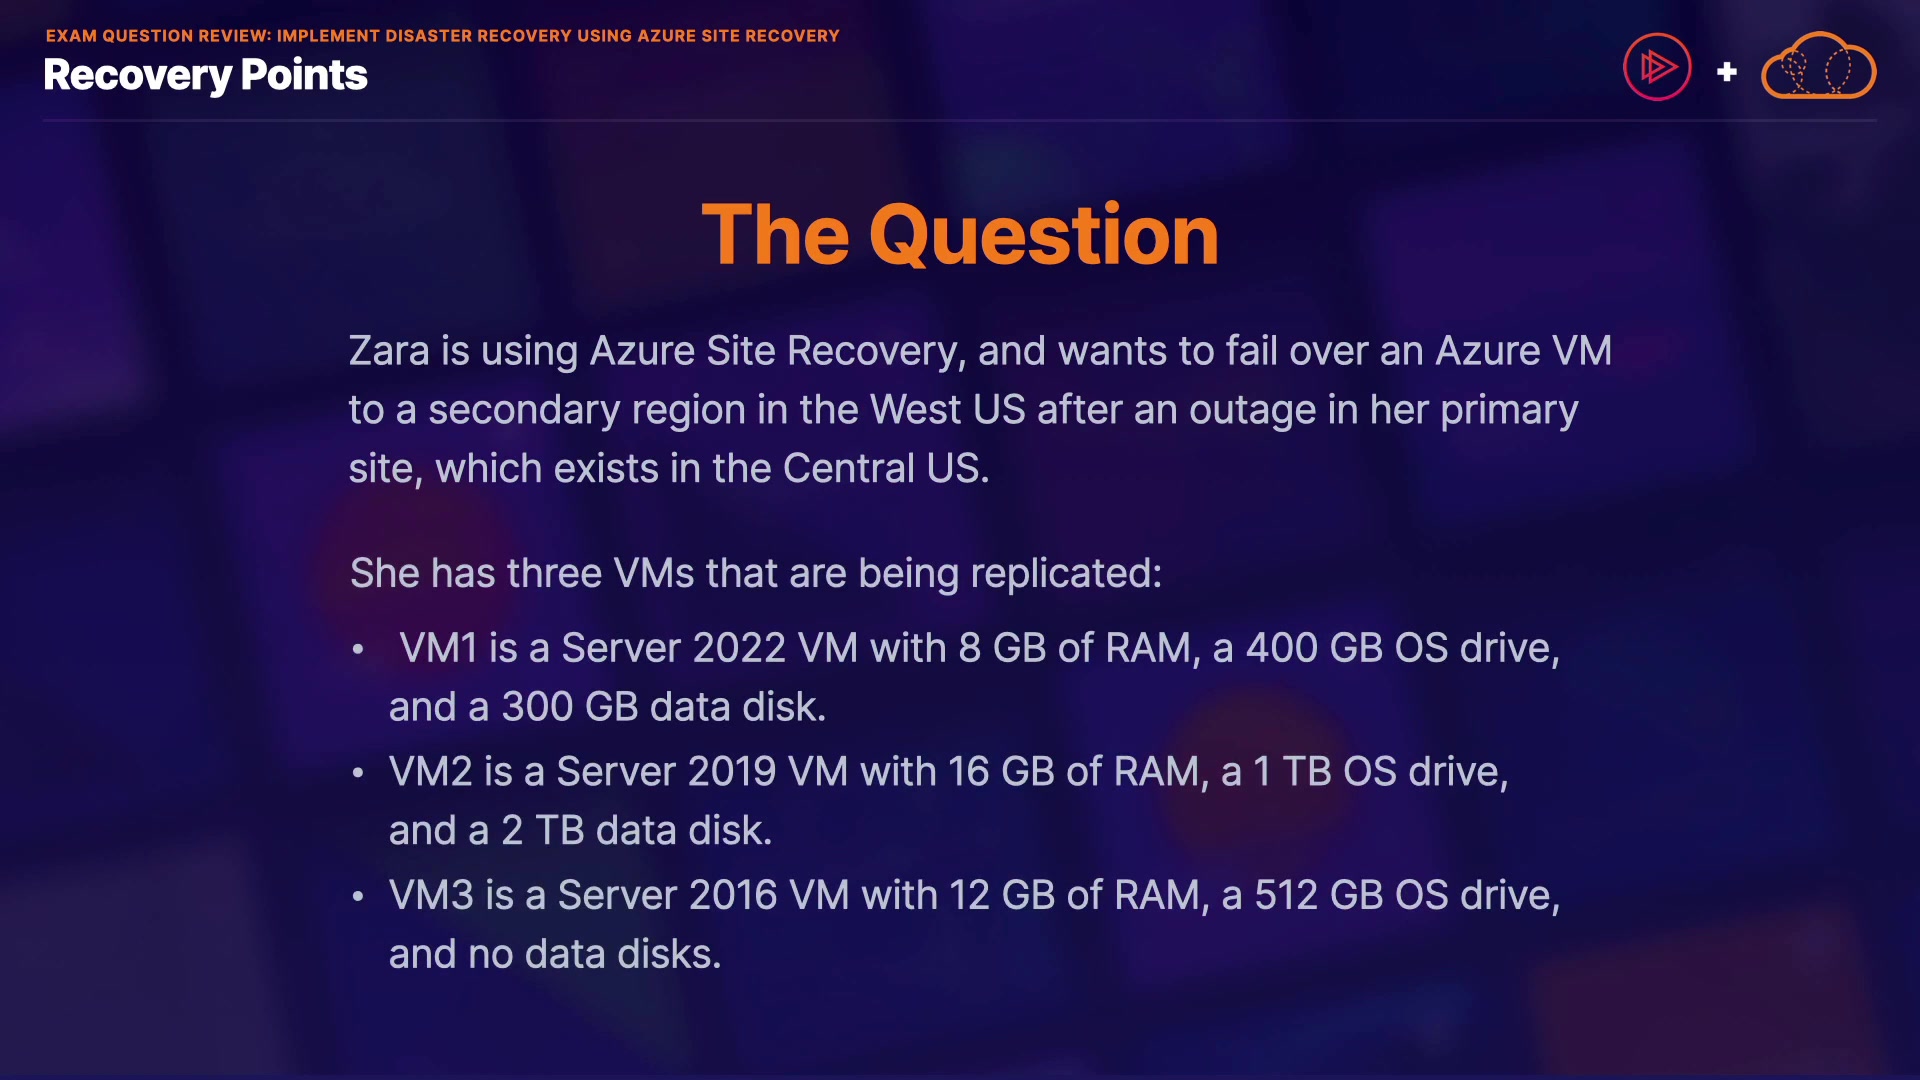 EXAM QUESTION REVIEW: IMPLEMENT DISASTER RECOVERY USING AZURE SITE RECOVERY
Recovery Points
+
The Question
Zara is using Azure Site Recovery, and wants to fail over an Azure VM
to a secondary region in the West US after an outage in her primary
site, which exists in the Central US.
She has three VMs that are being replicated:
• VM1 is a Server 2022 VM with 8 GB of RAM, a 400 GB OS drive,
and a 300 GB data disk.
• VM2 is a Server 2019 VM with 16 GB of RAM, a 1 TB OS drive,
and a 2 TB data disk.
• VM3 is a Server 2016 VM with 12 GB of RAM, a 512 GB OS drive,
and no data disks.